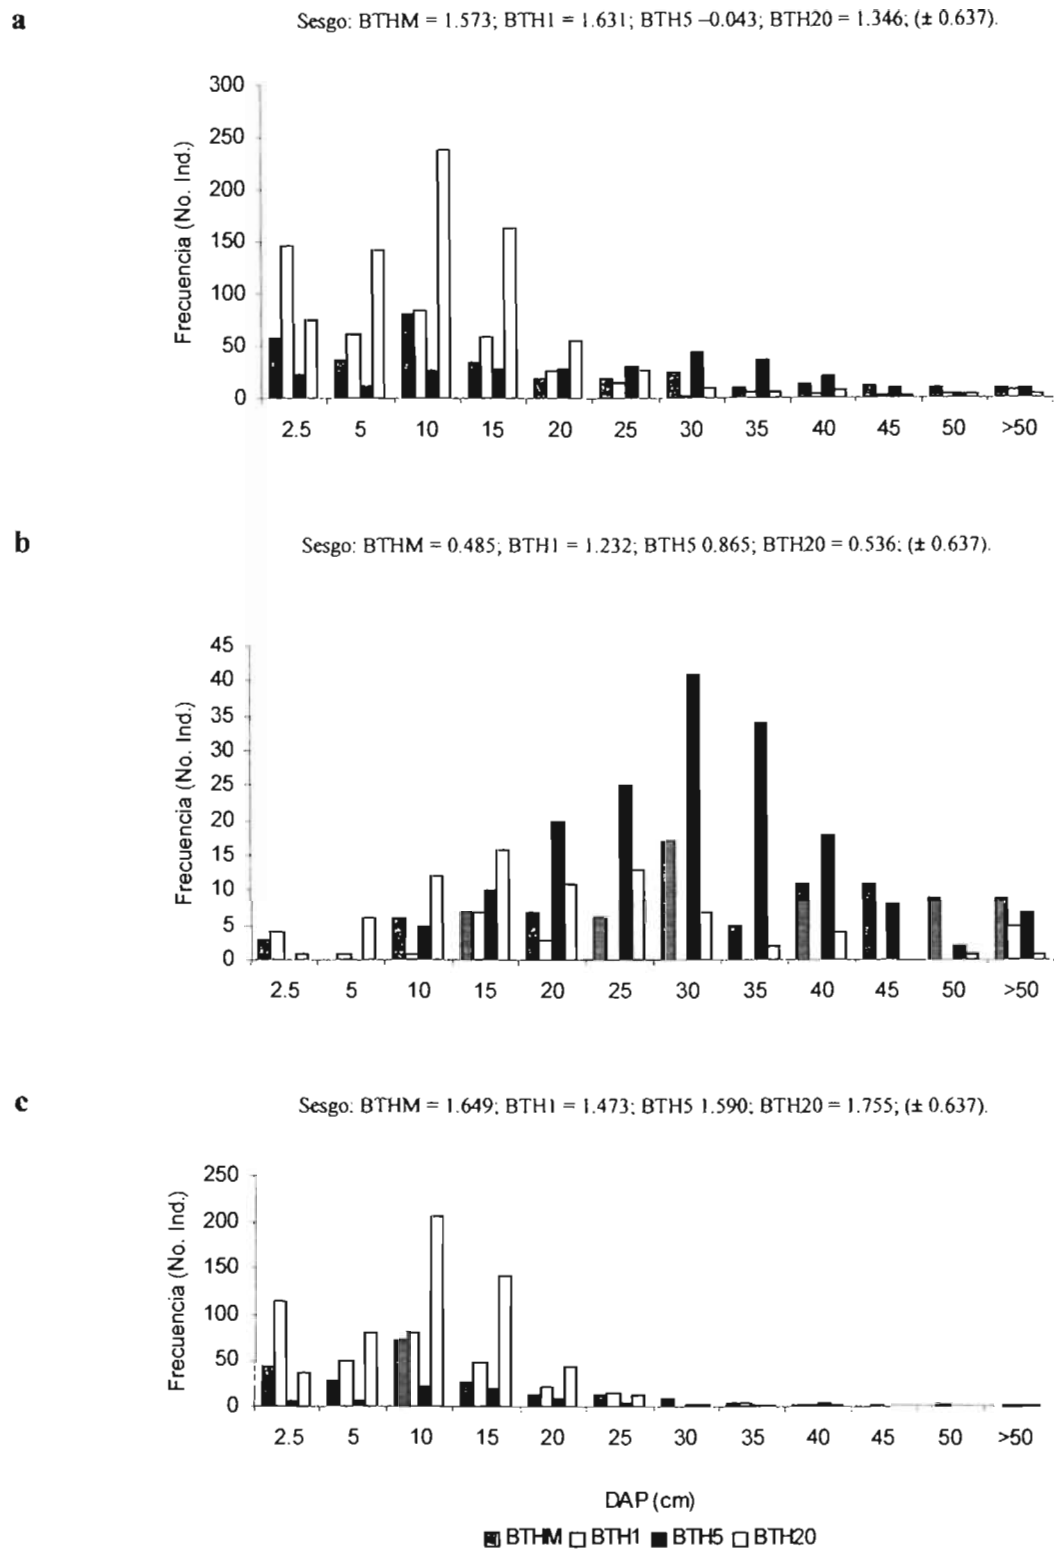 a
Sesgo: BTHM = 1.573; BTH1 = 1.631; BTH5 –0.043; BTH20 = 1.346; (± 0.637).
Frecuencia (No. Ind.)
300
250
200
150
100
50
0
2.5 5 10 15 20 25 30 35 40 45 50 >50
b
Sesgo: BTHM = 0.485; BTH1 = 1.232; BTH5 0.865; BTH20 = 0.536; (± 0.637).
Frecuencia (No. Ind.)
45
40
35
30
25
20
15
10
5
0
2.5 5 10 15 20 25 30 35 40 45 50 >50
c
Sesgo: BTHM = 1.649; BTH1 = 1.473; BTH5 1.590; BTH20 = 1.755; (± 0.637).
Frecuencia (No. Ind.)
250
200
150
100
50
0
2.5 5 10 15 20 25 30 35 40 45 50 >50
DAP (cm)
BTHM BTH1 BTH5 BTH20